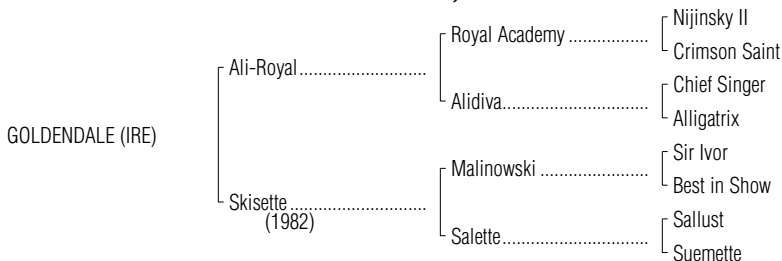 Nijinsky II
Royal Academy ....................
Crimson Saint
Ali-Royal ................................
Chief Singer
Alidiva.....................................
Alligatrix
GOLDENDALE (IRE)
Sir Ivor
Malinowski ...........................
Best in Show
Skisette ..................................
(1982)
Sallust
Salette.....................................
Suemette